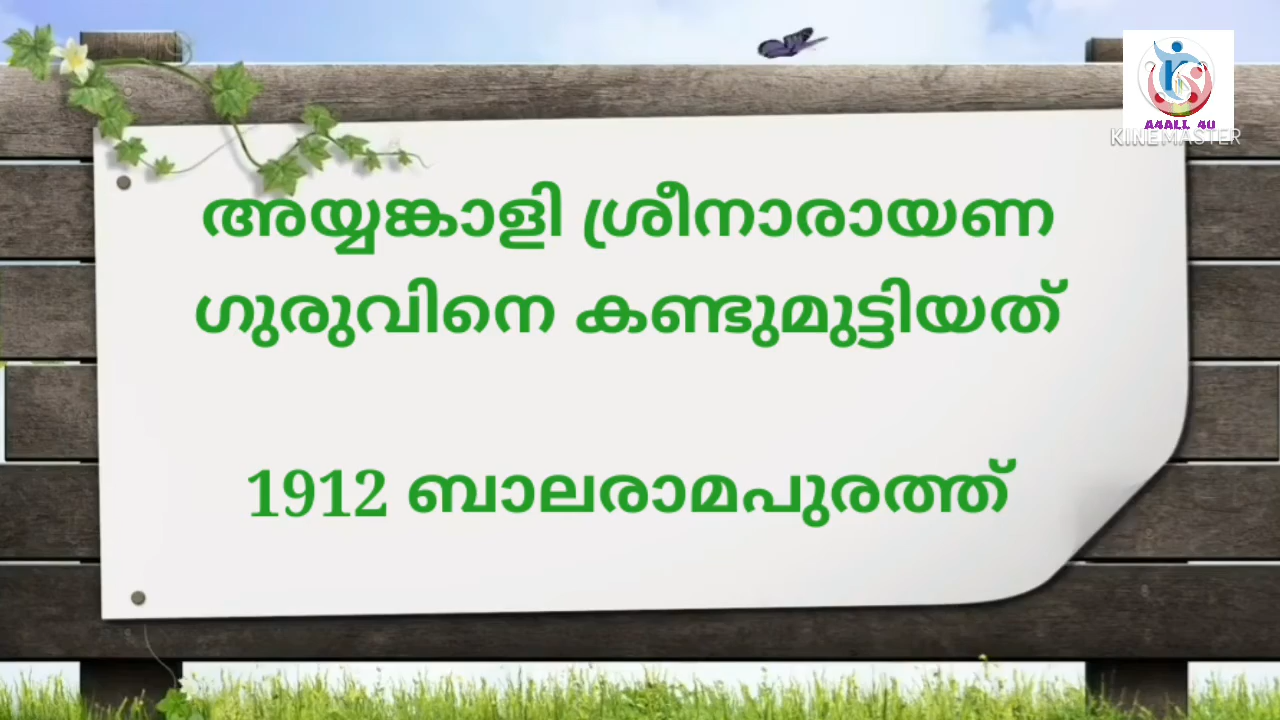 A4ALL 4U
KINEMASTER
അയ്യങ്കാളി ശ്രീനാരായണ
ഗുരുവിനെ കണ്ടുമുട്ടിയത്
1912 ബാലരാമപുരത്ത്